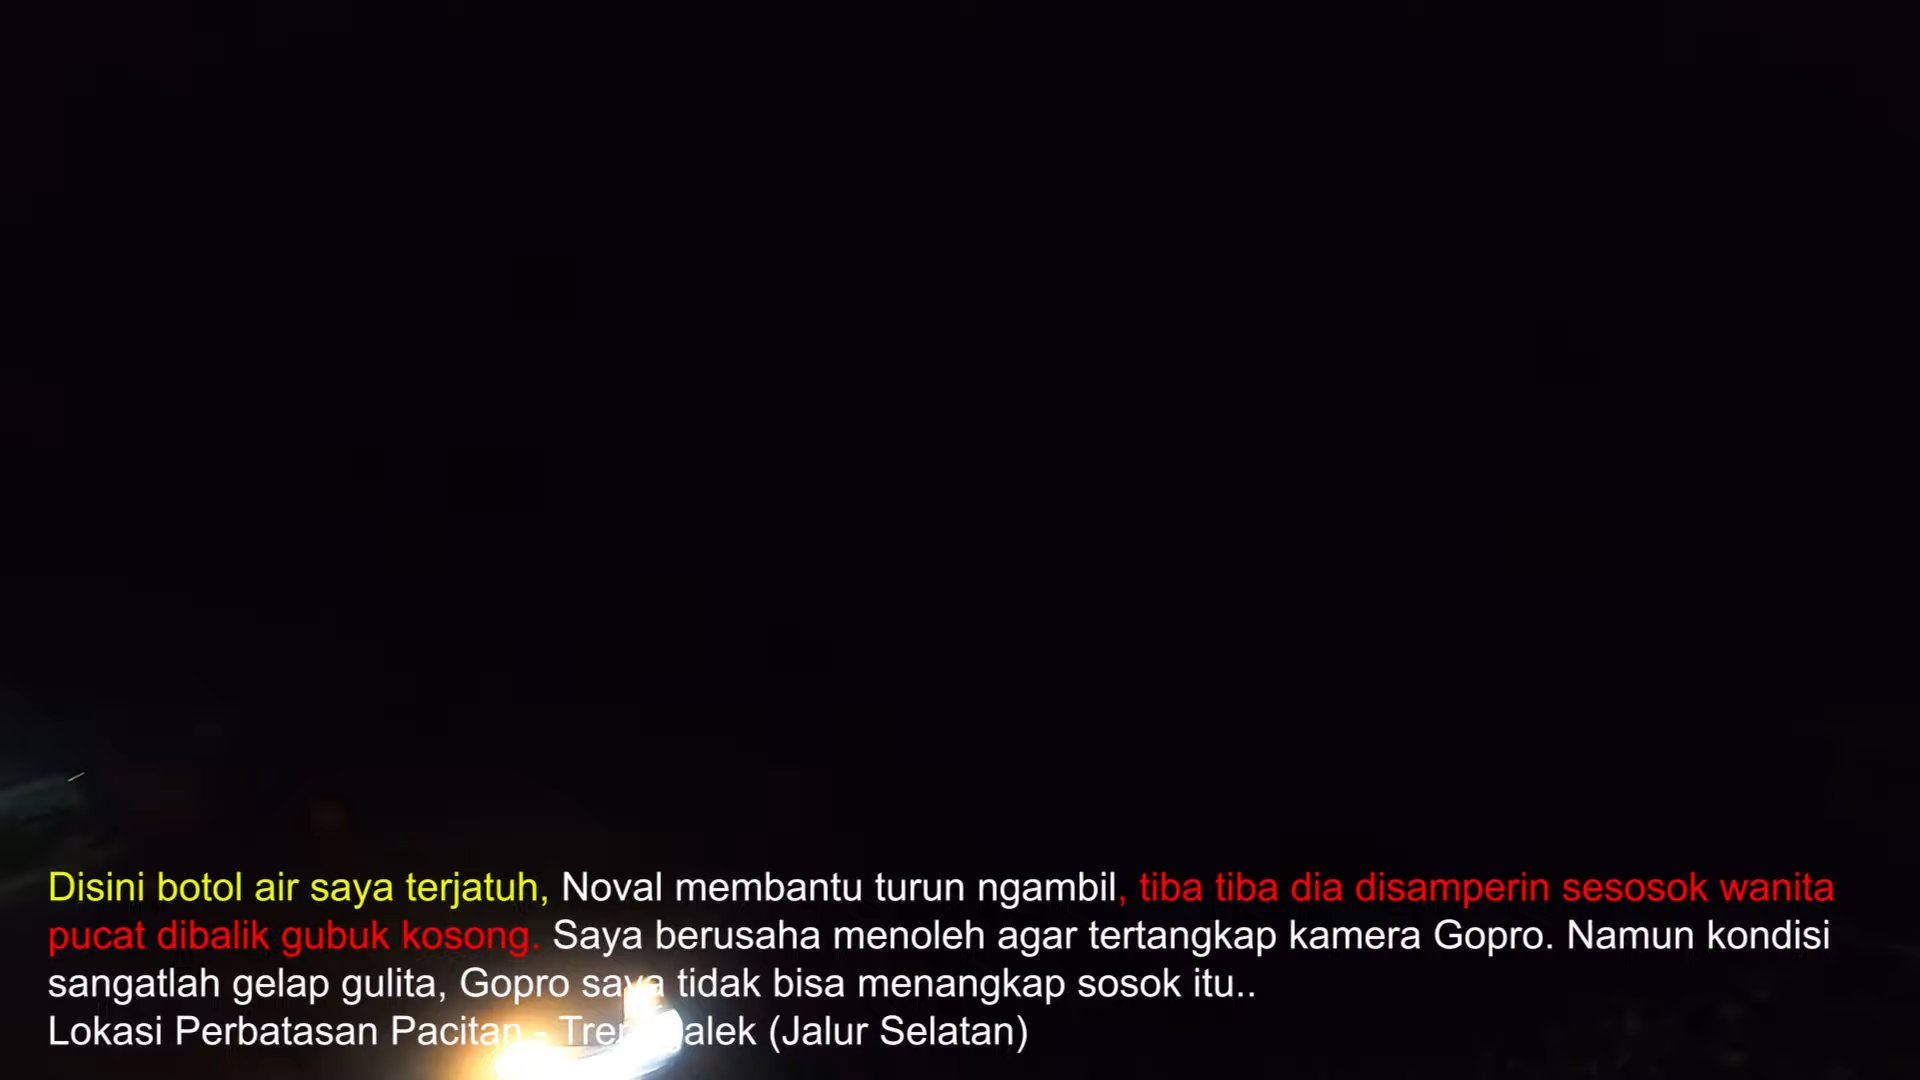 Disini botol air saya terjatuh, Noval membantu turun ngambil, tiba tiba dia disamperin sesosok wanita
pucat dibalik gubuk kosong. Saya berusaha menoleh agar tertangkap kamera Gopro. Namun kondisi
sangatlah gelap gulita, Gopro saya tidak bisa menangkap sosok itu..
Lokasi Perbatasan Pacitan - Trenggalek (Jalur Selatan)